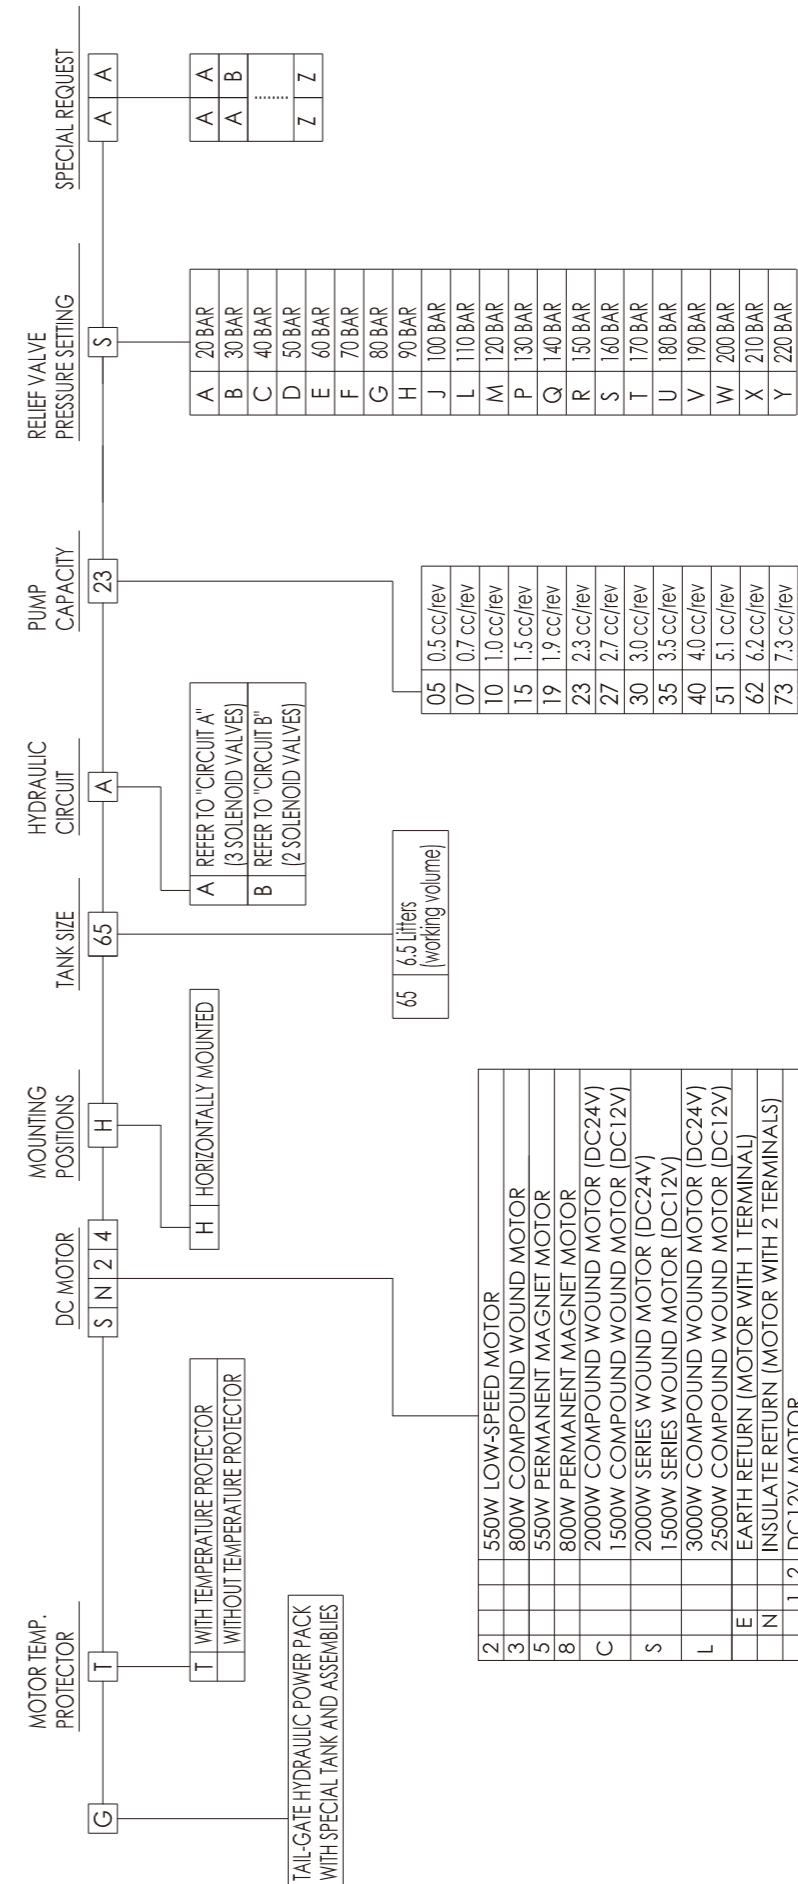 G
TAIL-GATE HYDRAULIC POWER PACK
WITH SPECIAL TANK AND ASSEMBLIES
MOTOR TEMP.
PROTECTOR
T
T WITH TEMPERATURE PROTECTOR
WITHOUT TEMPERATURE PROTECTOR
DC MOTOR
S N 2 4
2 550W LOW-SPEED MOTOR
3 800W COMPOUND WOUND MOTOR
5 550W PERMANENT MAGNET MOTOR
8 800W PERMANENT MAGNET MOTOR
C 2000W COMPOUND WOUND MOTOR (DC24V)
1500W COMPOUND WOUND MOTOR (DC12V)
S 2000W SERIES WOUND MOTOR (DC24V)
1500W SERIES WOUND MOTOR (DC12V)
L 3000W COMPOUND WOUND MOTOR (DC24V)
2500W COMPOUND WOUND MOTOR (DC12V)
E EARTH RETURN (MOTOR WITH 1 TERMINAL)
N INSULATE RETURN (MOTOR WITH 2 TERMINALS)
1 2 DC12V MOTOR
MOUNTING
POSITIONS
H
H HORIZONTALLY MOUNTED
TANK SIZE
65
65 6.5 Litters
(working volume)
HYDRAULIC
CIRCUIT
A
A REFER TO "CIRCUIT A"
(3 SOLENOID VALVES)
B REFER TO "CIRCUIT B"
(2 SOLENOID VALVES)
PUMP
CAPACITY
23
05 0.5 cc/rev
07 0.7 cc/rev
10 1.0 cc/rev
15 1.5 cc/rev
19 1.9 cc/rev
23 2.3 cc/rev
27 2.7 cc/rev
30 3.0 cc/rev
35 3.5 cc/rev
40 4.0 cc/rev
51 5.1 cc/rev
62 6.2 cc/rev
73 7.3 cc/rev
RELIEF VALVE
PRESSURE SETTING
S
A 20 BAR
B 30 BAR
C 40 BAR
D 50 BAR
E 60 BAR
F 70 BAR
G 80 BAR
H 90 BAR
J 100 BAR
L 110 BAR
M 120 BAR
P 130 BAR
Q 140 BAR
R 150 BAR
S 160 BAR
T 170 BAR
U 180 BAR
V 190 BAR
W 200 BAR
X 210 BAR
Y 220 BAR
SPECIAL REQUEST
A A
A A
A B
.........
Z Z